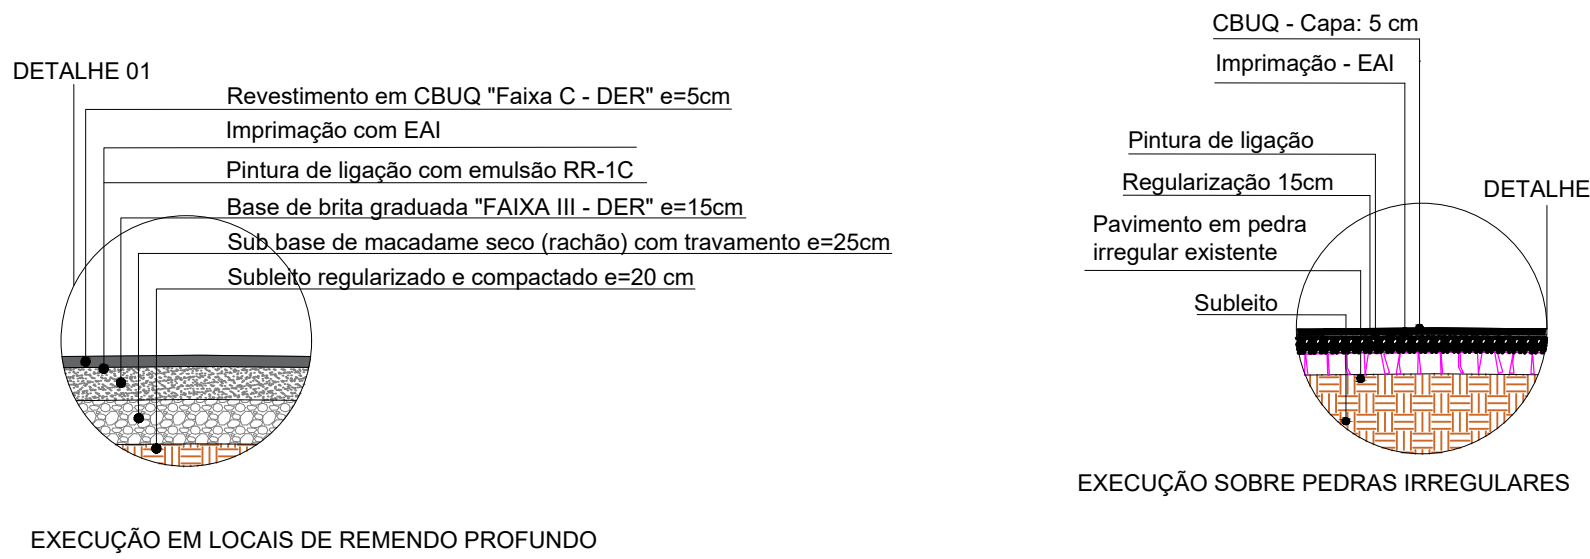 DETALHE 01
Revestimento em CBUQ "Faixa C - DER" e=5cm
Imprimação com EAI
Pintura de ligação com emulsão RR-1C
Base de brita graduada "FAIXA III - DER" e=15cm
Sub base de macadame seco (rachão) com travamento e=25cm
Subleito regularizado e compactado e=20 cm
EXECUÇÃO EM LOCAIS DE REMENDO PROFUNDO
CBUQ - Capa: 5 cm
Imprimação - EAI
Pintura de ligação
Regularização 15cm
DETALHE
Pavimento em pedra
irregular existente
Subleito
EXECUÇÃO SOBRE PEDRAS IRREGULARES